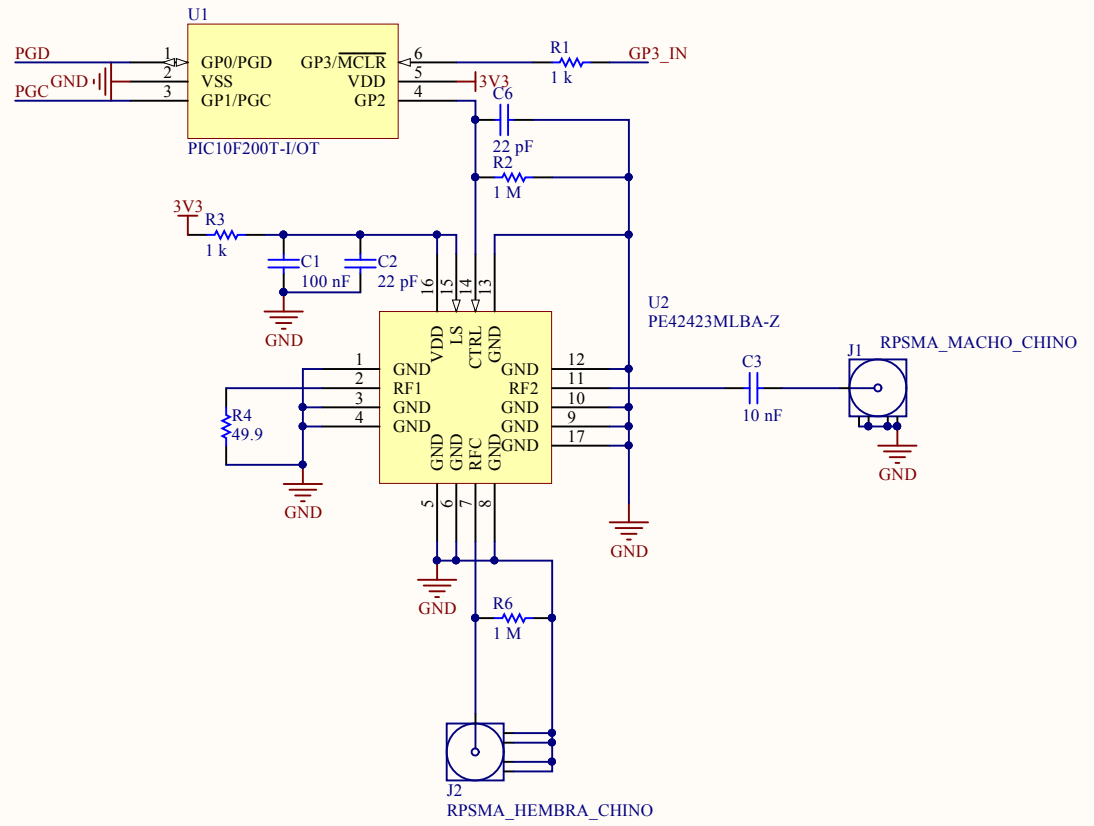 U1
PGD
1
GP0/PGD
GP3/MCLR
6
R1
1 k
GP3_IN
GND
2
VSS
VDD
5
3V3
PGC
3
GP1/PGC
GP2
4
C6
22 pF
PIC10F200T-I/OT
R2
1 M
3V3
R3
1 k
C1
100 nF
C2
22 pF
GND
16
15
14
13
VDD
LS
CTRL
GND
U2
PE42423MLBA-Z
1
GND
GND
12
2
RF1
RF2
11
3
GND
GND
10
4
GND
GND
9
GND
17
R4
49.9
GND
GND
GND
RFC
GND
5
6
7
8
C3
10 nF
J1
RPSMA_MACHO_CHINO
GND
GND
GND
R6
1 M
J2
RPSMA_HEMBRA_CHINO